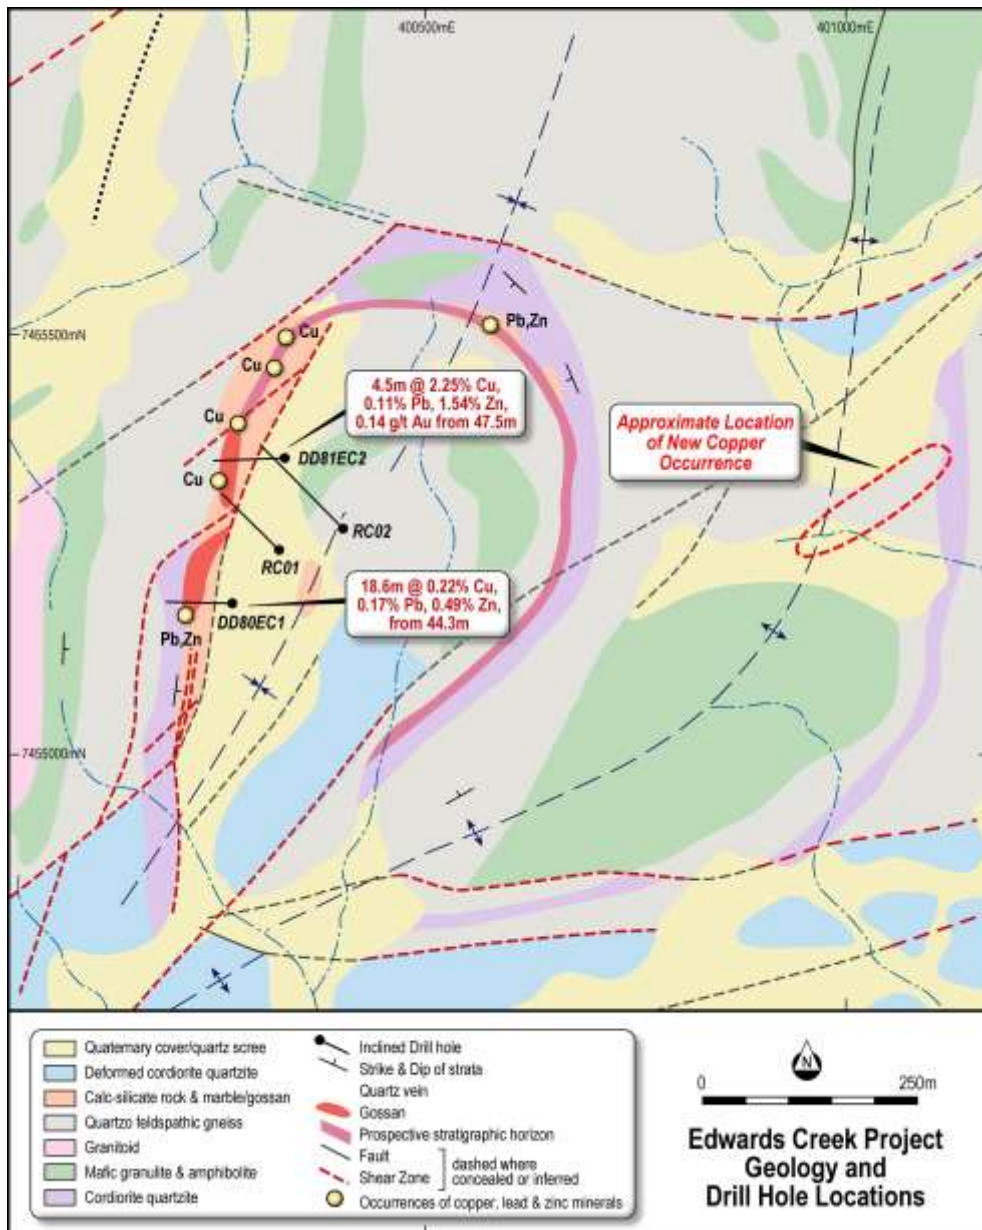 400500mE
401000mE
7455500mN
Cu
Pb,Zn
Cu
Cu
Cu
4.5m @ 2.25% Cu,
0.11% Pb, 1.54% Zn,
0.14 g/t Au from 47.5m
Approximate Location
of New Copper
Occurrence
DD81EC2
RC02
RC01
18.6m @ 0.22% Cu,
0.17% Pb, 0.49% Zn,
from 44.3m
DD80EC1
Pb,Zn
7455000mN
Quaternary cover/quartz scree
Deformed cordiorite quartzite
Calc-silicate rock & marble/gossan
Quartzo feldspathic gneiss
Granitoid
Mafic granulite & amphibolite
Cordiorite quartzite
Inclined Drill hole
Strike & Dip of strata
Quartz vein
Gossan
Prospective stratigraphic horizon
Fault
Shear Zone
dashed where
concealed or inferred
Occurrences of copper, lead & zinc minerals
N
0
250m
Edwards Creek Project
Geology and
Drill Hole Locations